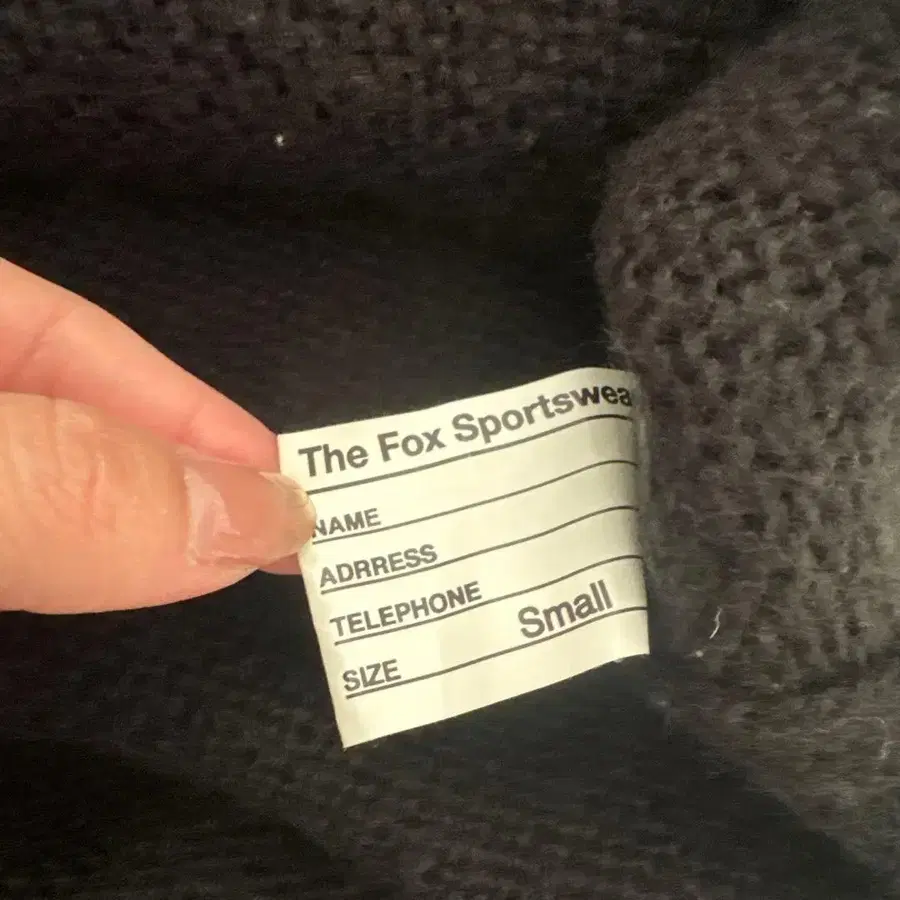 The Fox Sportswea
NAME
ADRRESS
TELEPHONE
Small
SIZE